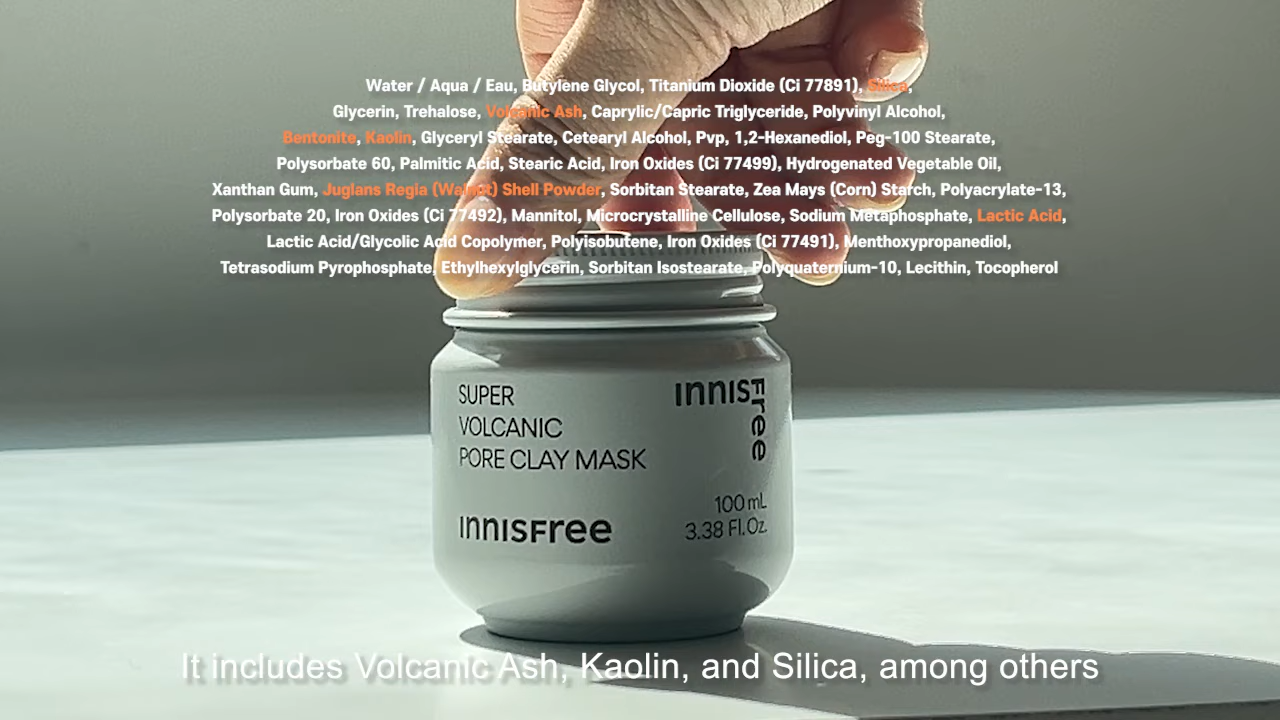 Water / Aqua / Eau, Butylene Glycol, Titanium Dioxide (Ci 77891), Silica,
Glycerin, Trehalose, Volcanic Ash, Caprylic/Capric Triglyceride, Polyvinyl Alcohol,
Bentonite, Kaolin, Glyceryl Stearate, Cetearyl Alcohol, Pvp, 1,2-Hexanediol, Peg-100 Stearate,
Polysorbate 60, Palmitic Acid, Stearic Acid, Iron Oxides (Ci 77499), Hydrogenated Vegetable Oil,
Xanthan Gum, Juglans Regia (Walnut) Shell Powder, Sorbitan Stearate, Zea Mays (Corn) Starch, Polyacrylate-13,
Polysorbate 20, Iron Oxides (Ci 77492), Mannitol, Microcrystalline Cellulose, Sodium Metaphosphate, Lactic Acid,
Lactic Acid/Glycolic Acid Copolymer, Polyisobutene, Iron Oxides (Ci 77491), Menthoxypropanediol,
Tetrasodium Pyrophosphate, Ethylhexylglycerin, Sorbitan Isostearate, Polyquaternium-10, Lecithin, Tocopherol
SUPER
VOLCANIC
PORE CLAY MASK
INNISFree
INNISFree
100 mL
3.38 Fl. Oz.
It includes Volcanic Ash, Kaolin, and Silica, among others